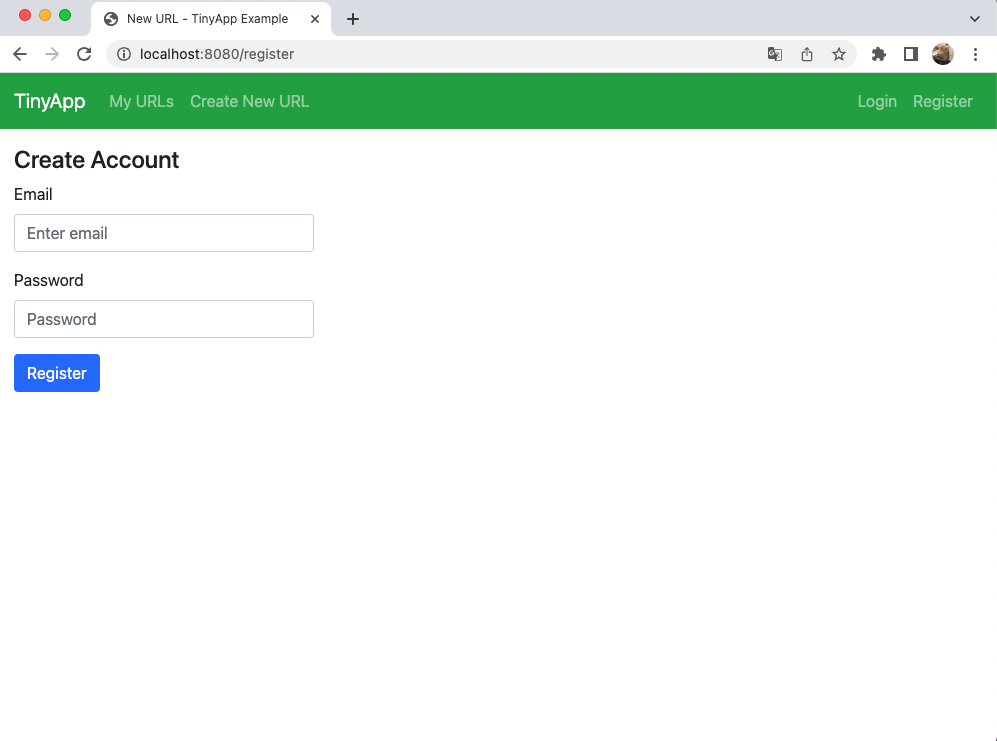 New URL - TinyApp Example
localhost:8080/register
TinyApp My URLs Create New URL Login Register
Create Account
Email
Enter email
Password
Password
Register